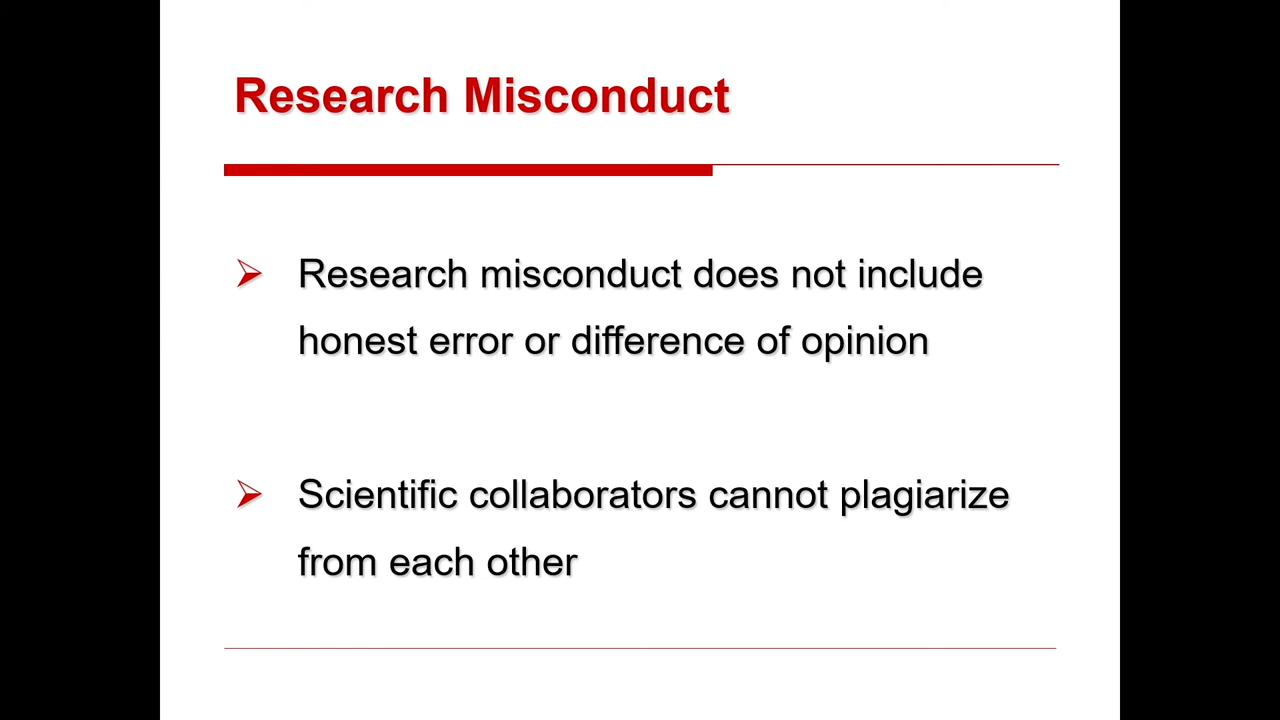 Research Misconduct
Research misconduct does not include
honest error or difference of opinion
Scientific collaborators cannot plagiarize
from each other